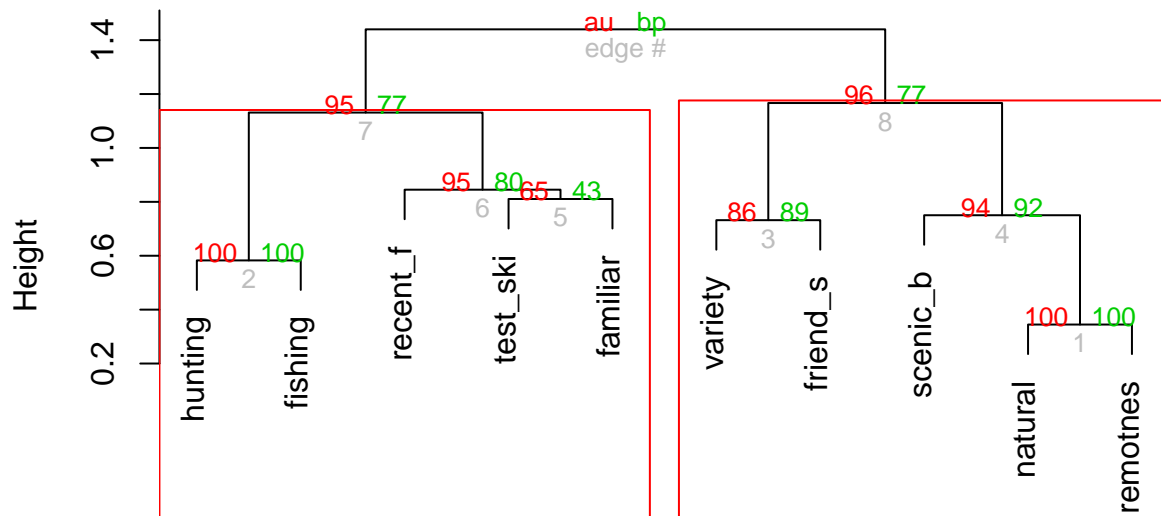 au bp
edge #
1.4
95 77
96 77
7
8
1.0
95 80
65 43
6
5
86 89
94 92
3
4
0.6
100 100
2
100 100
1
0.2
Height
hunting
fishing
recent_f
test_ski
familiar
variety
friend_s
scenic_b
natural
remotnes